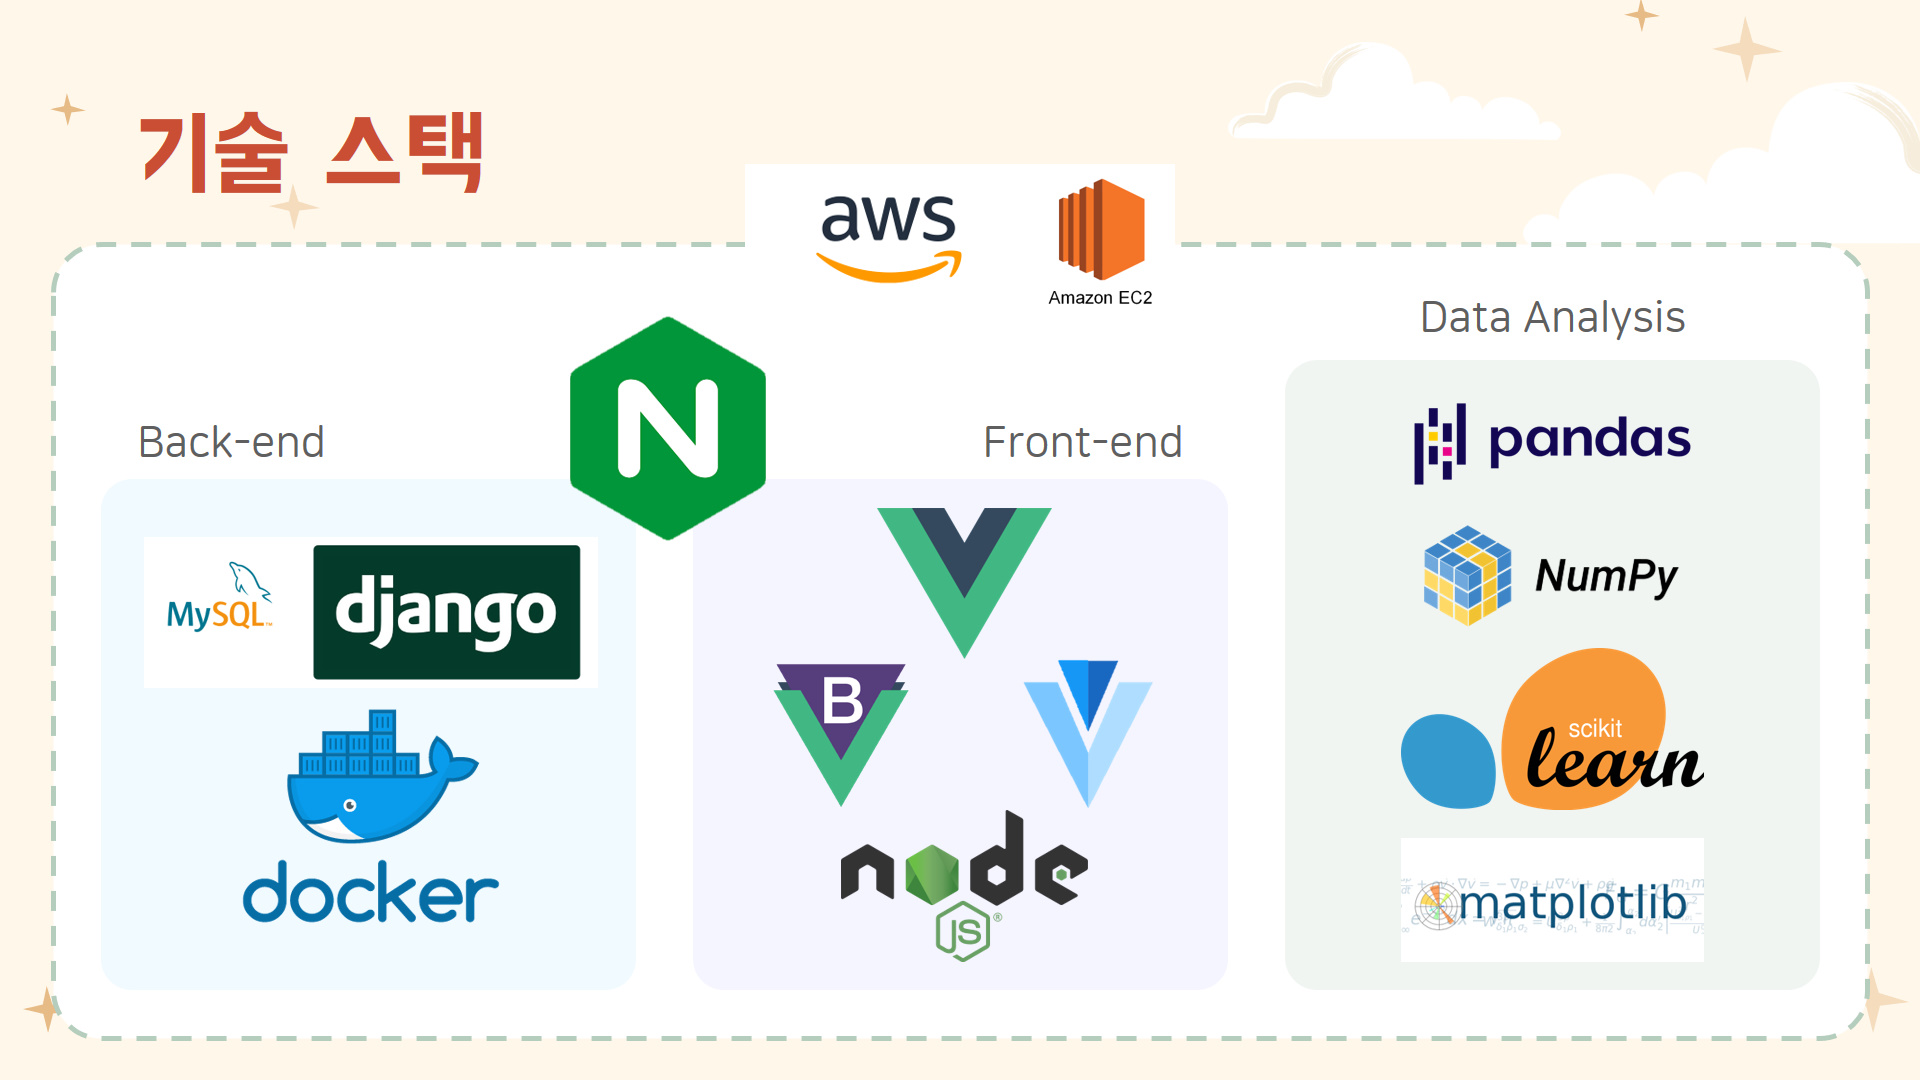 기술 스택
aws
Amazon EC2
Data Analysis
N
Back-end
Front-end
pandas
MySQL™
django
NumPy
B
scikit
learn
docker
node
JS®
matplotlib